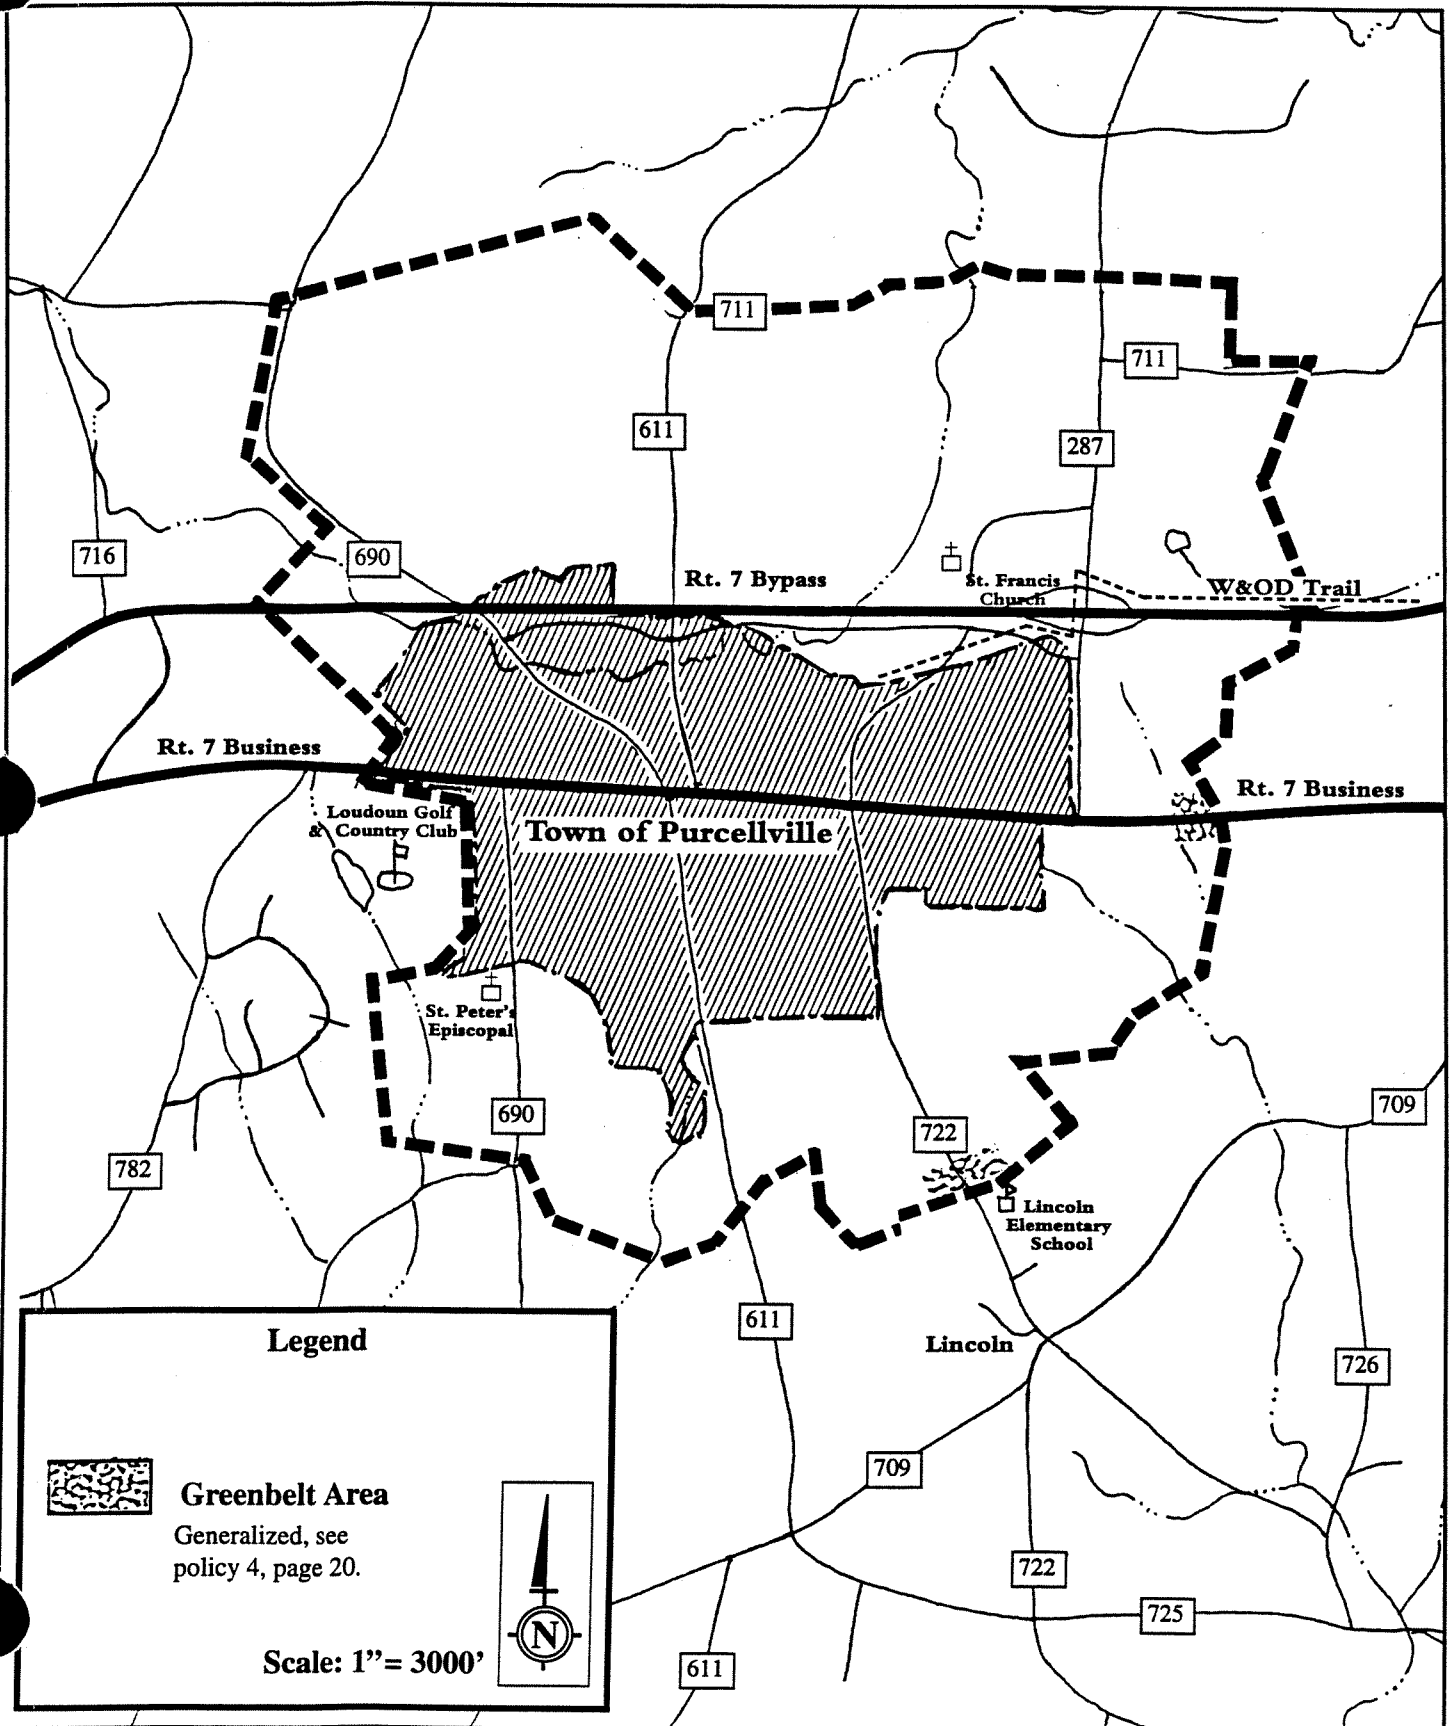 711
711
611
287
716
690
Rt. 7 Bypass
St. Francis
Church
W&OD Trail
Rt. 7 Business
Rt. 7 Business
Loudoun Golf
& Country Club
Town of Purcellville
St. Peter's
Episcopal
690
722
709
782
Lincoln
Elementary
School
611
Lincoln
726
Legend
Greenbelt Area
Generalized, see
policy 4, page 20.
Scale: 1”= 3000’
N
709
722
725
611